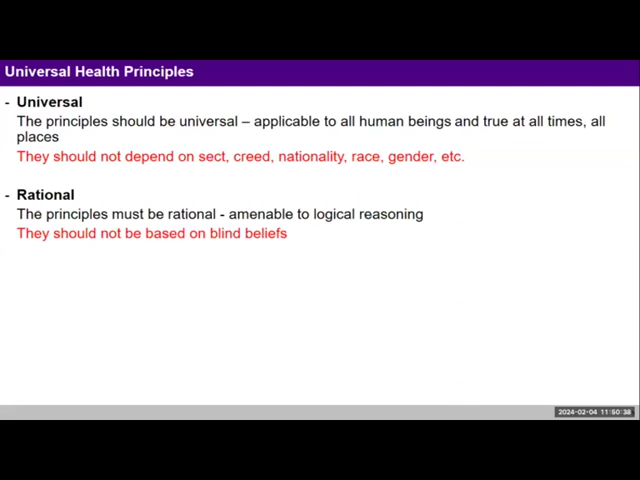 Universal Health Principles
- Universal
The principles should be universal – applicable to all human beings and true at all times, all
places
They should not depend on sect, creed, nationality, race, gender, etc.
- Rational
The principles must be rational - amenable to logical reasoning
They should not be based on blind beliefs
2024-02-04 11:50:38